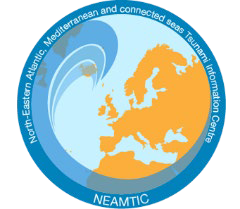 North-Eastern Atlantic, Mediterranean and connected seas Tsunami Information Centre
NEAMTIC